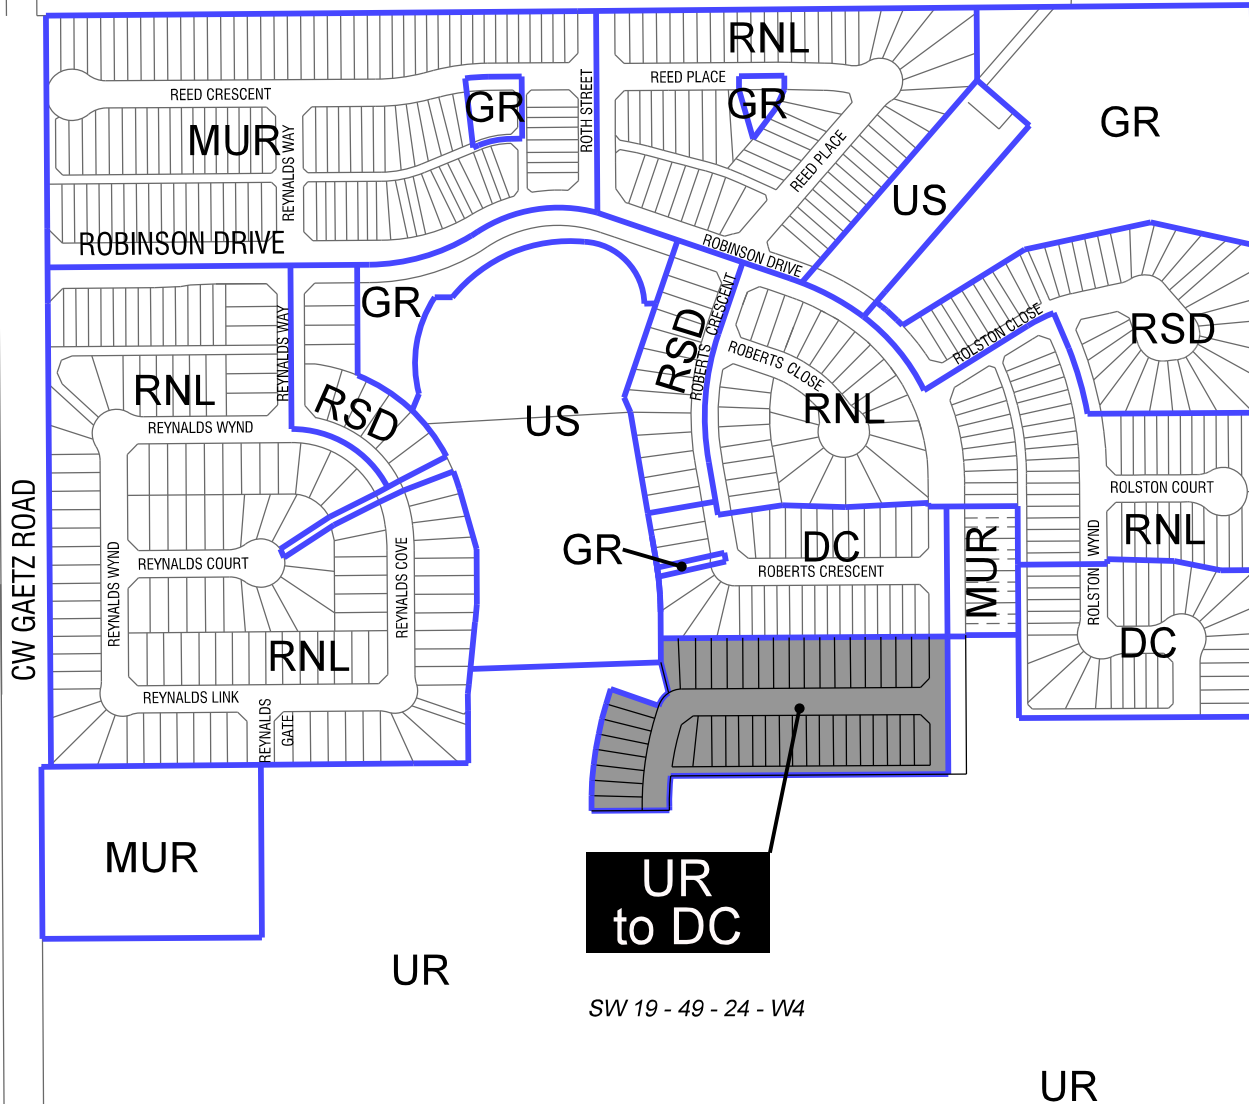 RNL
REED PLACE
REED CRESCENT
GR
GR
GR
MUR
REYNALDS WAY
ROTH STREET
REED PLACE
US
ROBINSON DRIVE
ROBINSON DRIVE
GR
REYNALDS WAY
RSD
ROBERTS CRESCENT
ROLSTON CLOSE
RSD
ROBERTS CLOSE
RNL
RSD
US
RNL
REYNALDS WYND
CW GAETZ ROAD
ROLSTON COURT
RNL
GR
DC
ROBERTS CRESCENT
MUR
ROLSTON WYND
ROLSTON
REYNALDS COURT
REYNALDS WYND
REYNALDS COVE
DC
RNL
REYNALDS LINK
REYNALDS
GATE
MUR
UR
to DC
UR
SW 19 - 49 - 24 - W4
UR